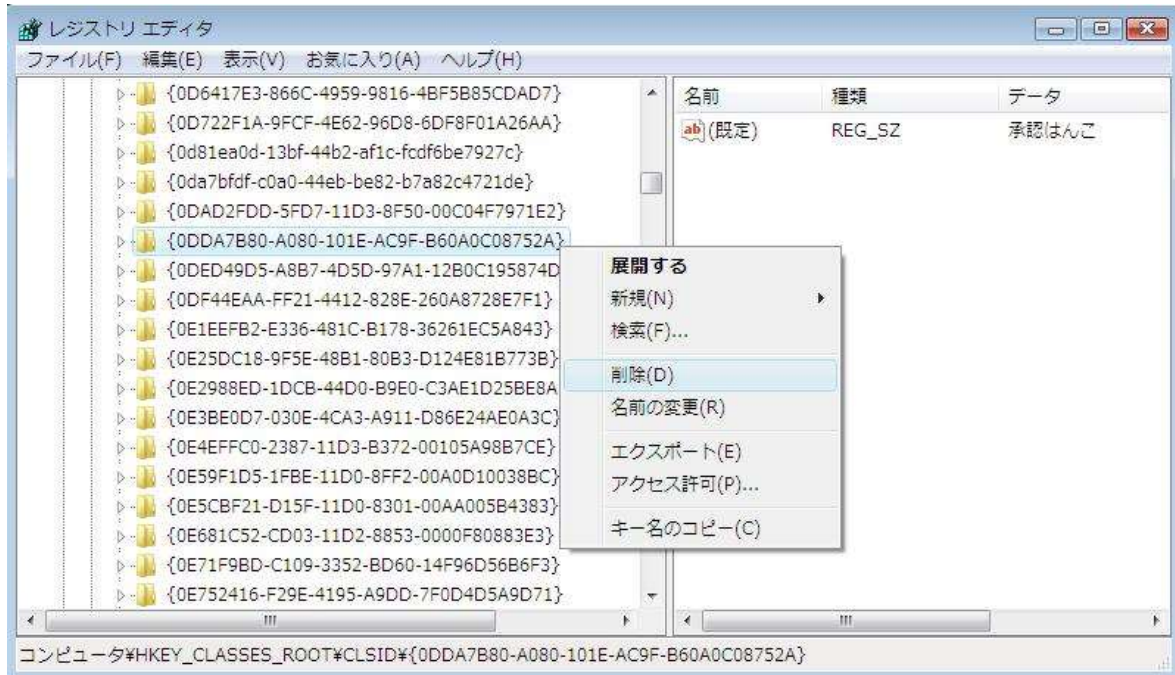 レジストリ エディタ
ファイル(F) 編集(E) 表示(V) お気に入り(A) ヘルプ(H)
{0D6417E3-866C-4959-9816-4BF5B85CDAD7}
{0D722F1A-9FCF-4E62-96D8-6DF8F01A26AA}
{0d81ea0d-13bf-44b2-af1c-fcdf6be7927c}
{0da7bfdf-c0a0-44eb-be82-b7a82c4721de}
{0DAD2FDD-5FD7-11D3-8F50-00C04F7971E2}
{0DDA7B80-A080-101E-AC9F-B60A0C08752A}
{0DED49D5-A8B7-4D5D-97A1-12B0C195874D
{0DF44EAA-FF21-4412-828E-260A8728E7F1}
{0E1EEFB2-E336-481C-B178-36261EC5A843}
{0E25DC18-9F5E-48B1-80B3-D124E81B773B}
{0E2988ED-1DCB-44D0-B9E0-C3AE1D25BE8A
{0E3BE0D7-030E-4CA3-A911-D86E24AE0A3C}
{0E4EFFC0-2387-11D3-B372-00105A98B7CE}
{0E59F1D5-1FBE-11D0-8FF2-00A0D10038BC}
{0E5CBF21-D15F-11D0-8301-00AA005B4383}
{0E681C52-CD03-11D2-8853-0000F80883E3}
{0E71F9BD-C109-3352-BD60-14F96D56B6F3}
{0E752416-F29E-4195-A9DD-7F0D4D5A9D71}
名前 種類 データ
ab (既定) REG_SZ 承認はんこ
展開する
新規(N)
検索(F)...
削除(D)
名前の変更(R)
エクスポート(E)
アクセス許可(P)...
キー名のコピー(C)
コンピュータ¥HKEY_CLASSES_ROOT¥CLSID¥{0DDA7B80-A080-101E-AC9F-B60A0C08752A}